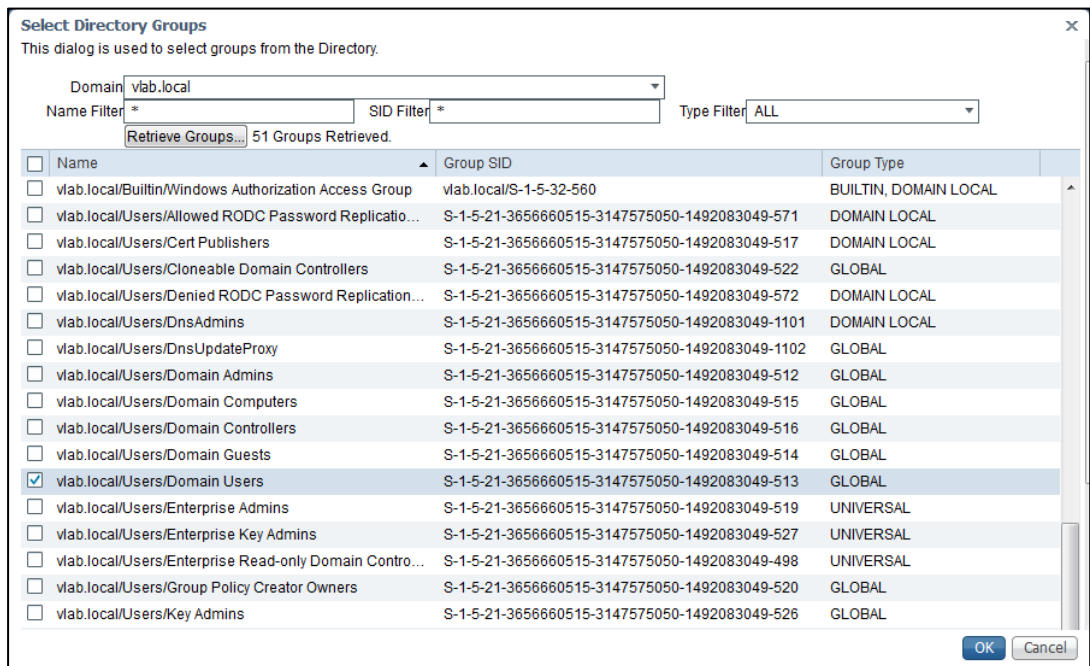 Select Directory Groups
This dialog is used to select groups from the Directory.
Domain vlab.local
Name Filter * SID Filter * Type Filter ALL
Retrieve Groups... 51 Groups Retrieved.
Name Group SID Group Type
vlab.local/Builtin/Windows Authorization Access Group vlab.local/S-1-5-32-560 BUILTIN, DOMAIN LOCAL
vlab.local/Users/Allowed RODC Password Replicatio... S-1-5-21-3656660515-3147575050-1492083049-571 DOMAIN LOCAL
vlab.local/Users/Cert Publishers S-1-5-21-3656660515-3147575050-1492083049-517 DOMAIN LOCAL
vlab.local/Users/Cloneable Domain Controllers S-1-5-21-3656660515-3147575050-1492083049-522 GLOBAL
vlab.local/Users/Denied RODC Password Replication... S-1-5-21-3656660515-3147575050-1492083049-572 DOMAIN LOCAL
vlab.local/Users/DnsAdmins S-1-5-21-3656660515-3147575050-1492083049-1101 DOMAIN LOCAL
vlab.local/Users/DnsUpdateProxy S-1-5-21-3656660515-3147575050-1492083049-1102 GLOBAL
vlab.local/Users/Domain Admins S-1-5-21-3656660515-3147575050-1492083049-512 GLOBAL
vlab.local/Users/Domain Computers S-1-5-21-3656660515-3147575050-1492083049-515 GLOBAL
vlab.local/Users/Domain Controllers S-1-5-21-3656660515-3147575050-1492083049-516 GLOBAL
vlab.local/Users/Domain Guests S-1-5-21-3656660515-3147575050-1492083049-514 GLOBAL
vlab.local/Users/Domain Users S-1-5-21-3656660515-3147575050-1492083049-513 GLOBAL
vlab.local/Users/Enterprise Admins S-1-5-21-3656660515-3147575050-1492083049-519 UNIVERSAL
vlab.local/Users/Enterprise Key Admins S-1-5-21-3656660515-3147575050-1492083049-527 UNIVERSAL
vlab.local/Users/Enterprise Read-only Domain Contro... S-1-5-21-3656660515-3147575050-1492083049-498 UNIVERSAL
vlab.local/Users/Group Policy Creator Owners S-1-5-21-3656660515-3147575050-1492083049-520 GLOBAL
vlab.local/Users/Key Admins S-1-5-21-3656660515-3147575050-1492083049-526 GLOBAL
OK Cancel